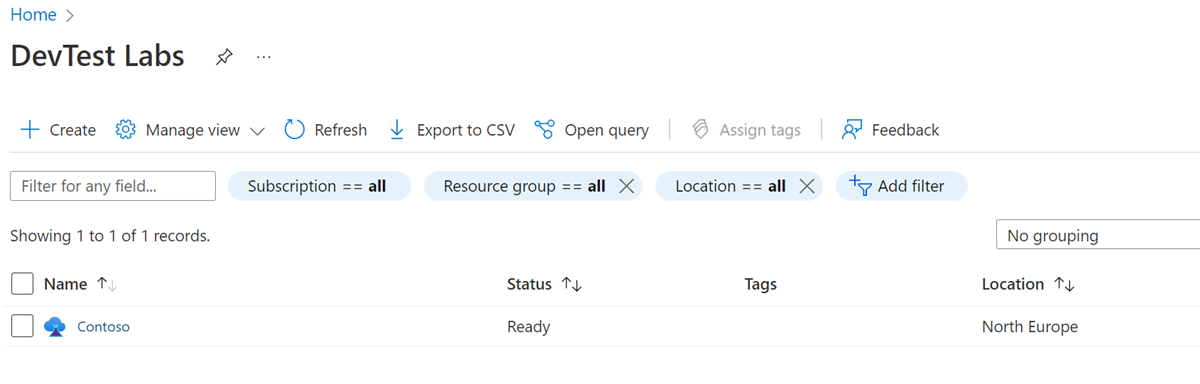 Home
DevTest Labs
Create Manage view Refresh Export to CSV Open query Assign tags Feedback
Filter for any field... Subscription == all Resource group == all Location == all Add filter
Showing 1 to 1 of 1 records. No grouping
Name Status Tags Location
Contoso Ready North Europe